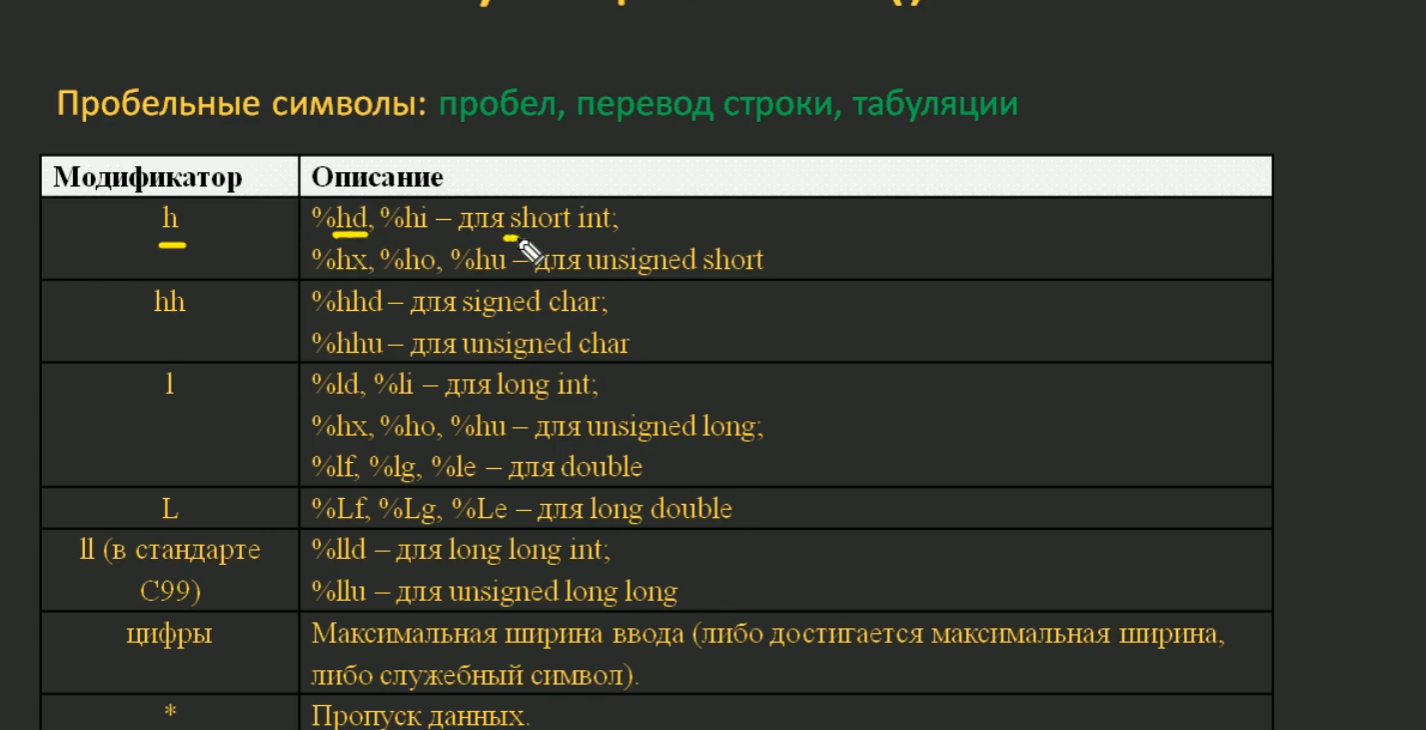 Пробельные символы: пробел, перевод строки, табуляции
Модификатор Описание
h %hd, %hi – для short int;
%hx, %ho, %hu – для unsigned short
hh %hhd – для signed char;
%hhu – для unsigned char
l %ld, %li – для long int;
%hx, %ho, %hu – для unsigned long;
%lf, %lg, %le – для double
L %Lf, %Lg, %Le – для long double
ll (в стандарте %lld – для long long int;
C99) %llu – для unsigned long long
цифры Максимальная ширина ввода (либо достигается максимальная ширина,
либо служебный символ).
* Пропуск данных.